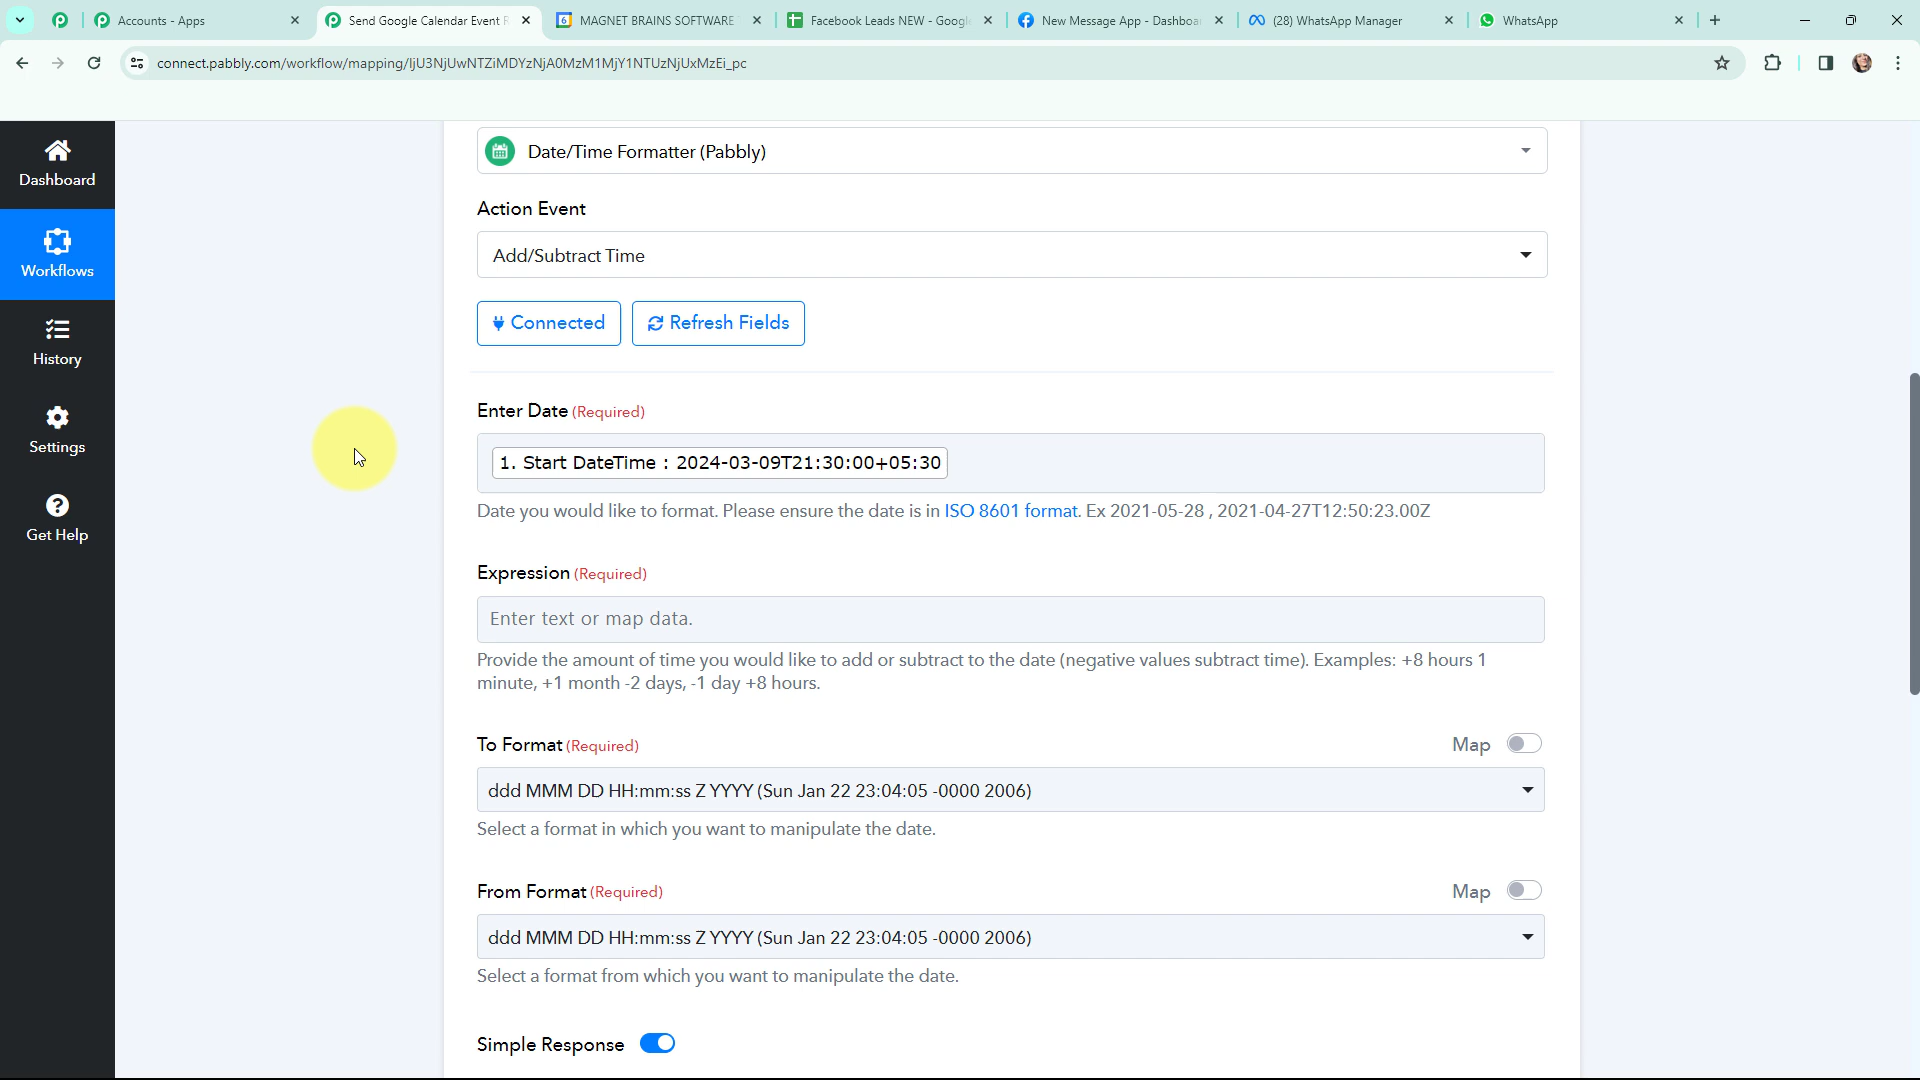 Accounts - Apps
Send Google Calendar Event R
MAGNET BRAINS SOFTWARE
Facebook Leads NEW - Google
New Message App - Dashboa
(28) WhatsApp Manager
WhatsApp
connect.pabbly.com/workflow/mapping/IjU3NjUwNTZiMDYzNjA0MzM1MjY1NTUzNjUxMzEi_pc
Dashboard
Workflows
History
Settings
Get Help
Date/Time Formatter (Pabbly)
Action Event
Add/Subtract Time
Connected
Refresh Fields
Enter Date (Required)
1. Start DateTime : 2024-03-09T21:30:00+05:30
Date you would like to format. Please ensure the date is in ISO 8601 format. Ex 2021-05-28 , 2021-04-27T12:50:23.00Z
Expression (Required)
Enter text or map data.
Provide the amount of time you would like to add or subtract to the date (negative values subtract time). Examples: +8 hours 1
minute, +1 month -2 days, -1 day +8 hours.
To Format (Required)
Map
ddd MMM DD HH:mm:ss Z YYYY (Sun Jan 22 23:04:05 -0000 2006)
Select a format in which you want to manipulate the date.
From Format (Required)
Map
ddd MMM DD HH:mm:ss Z YYYY (Sun Jan 22 23:04:05 -0000 2006)
Select a format from which you want to manipulate the date.
Simple Response